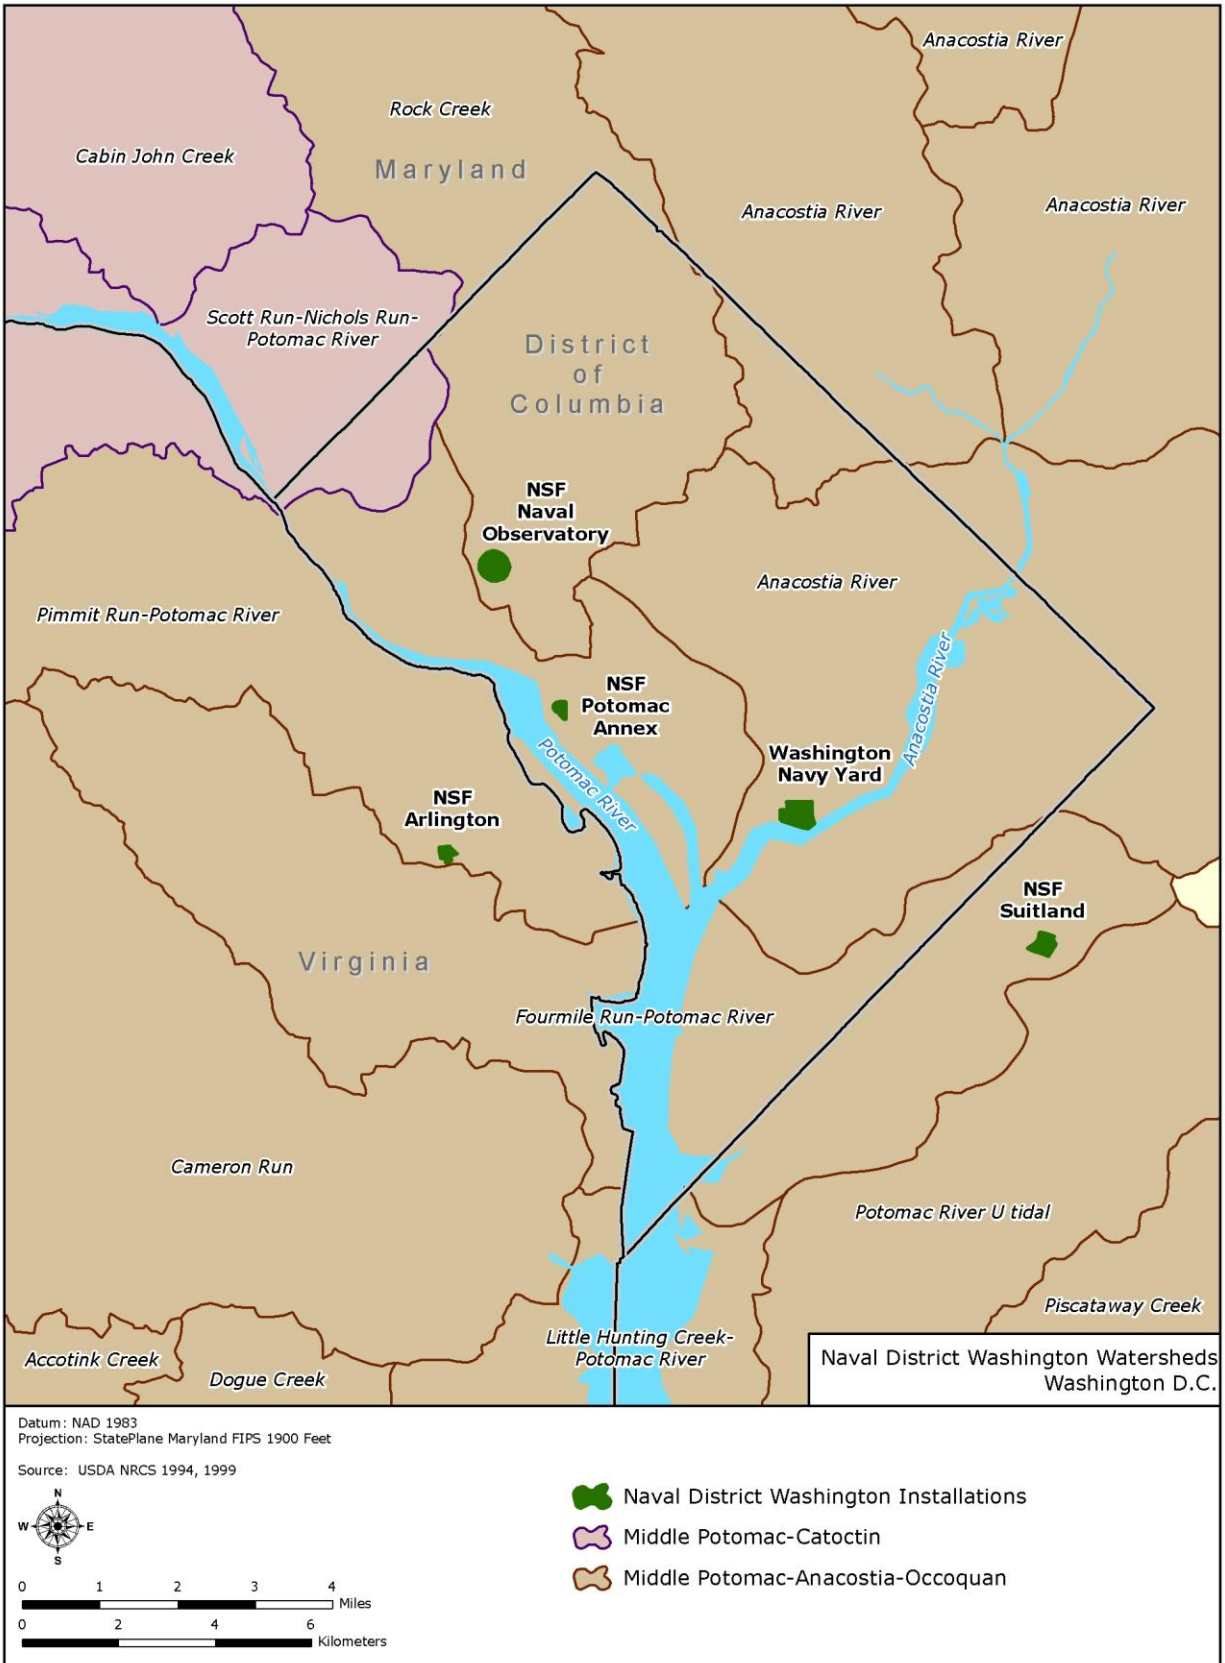 Anacostia River
Rock Creek
Maryland
Cabin John Creek
Anacostia River
Anacostia River
Scott Run-Nichols Run-
Potomac River
District
of
Columbia
NSF
Naval
Observatory
Anacostia River
Pimmit Run-Potomac River
Anacostia River
NSF
Potomac
Annex
Potomac River
Washington
Navy Yard
NSF
Arlington
NSF
Suitland
Virginia
Fourmile Run-Potomac River
Cameron Run
Potomac River U tidal
Piscataway Creek
Little Hunting Creek-
Potomac River
Accotink Creek
Dogue Creek
Naval District Washington Watersheds
Washington D.C.
Datum: NAD 1983
Projection: StatePlane Maryland FIPS 1900 Feet
Source: USDA NRCS 1994, 1999
N
W E
S
0 1 2 3 4
Miles
0 2 4 6
Kilometers
Naval District Washington Installations
Middle Potomac-Catoctin
Middle Potomac-Anacostia-Occoquan